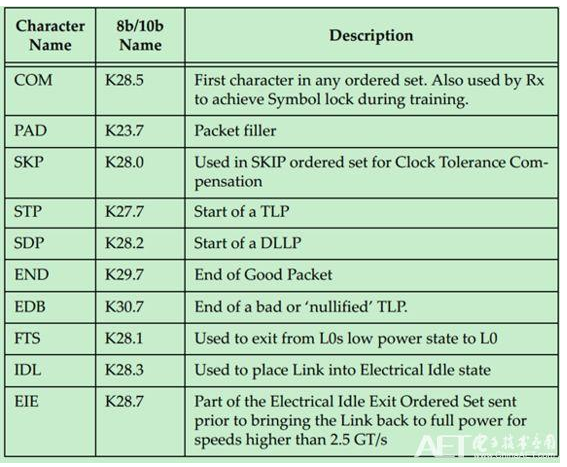 Character Name
8b/10b Name
Description
COM K28.5 First character in any ordered set. Also used by Rx
to achieve Symbol lock during training.
PAD K23.7 Packet filler
SKP K28.0 Used in SKIP ordered set for Clock Tolerance Com-
pensation
STP K27.7 Start of a TLP
SDP K28.2 Start of a DLLP
END K29.7 End of Good Packet
EDB K30.7 End of a bad or ‘nullified’ TLP.
FTS K28.1 Used to exit from L0s low power state to L0
IDL K28.3 Used to place Link into Electrical Idle state
EIE K28.7 Part of the Electrical Idle Exit Ordered Set sent
prior to bringing the Link back to full power for
speeds higher than 2.5 GT/s
AET 电子技术应用